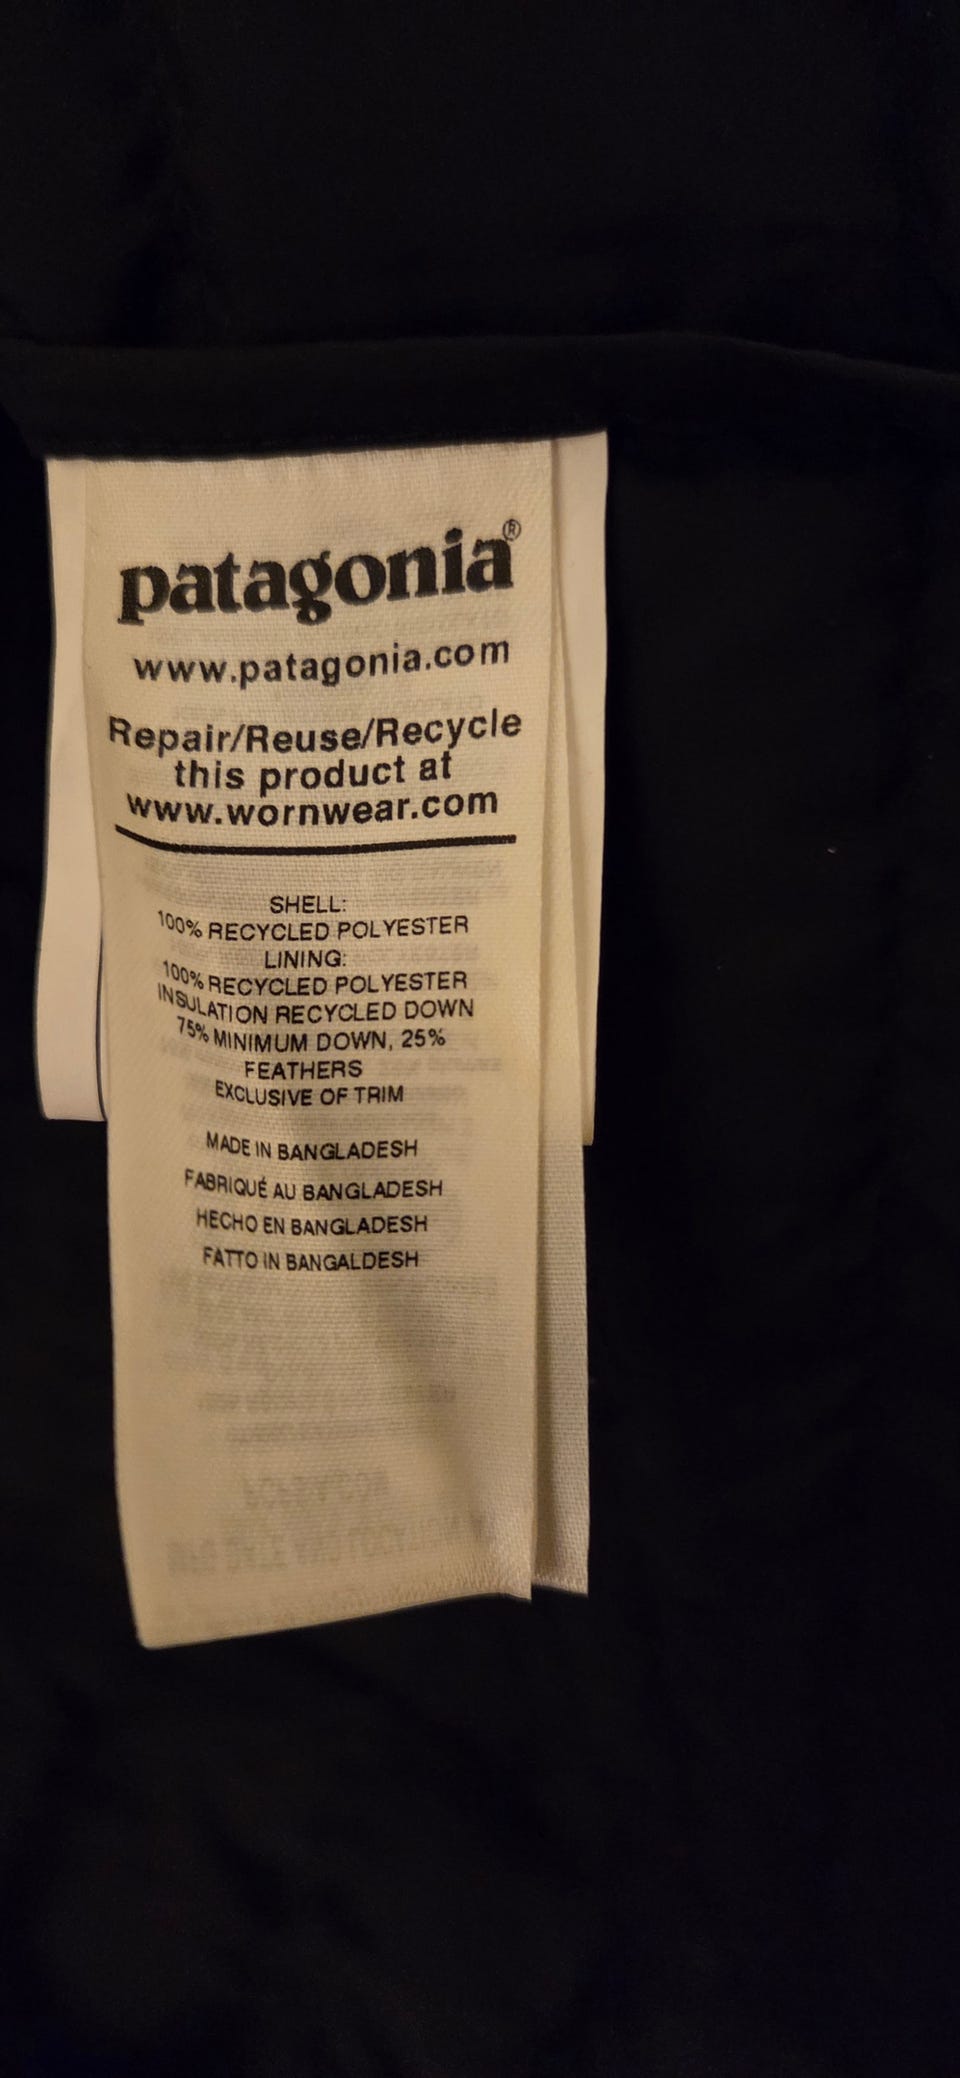 patagonia®
www.patagonia.com
Repair/Reuse/Recycle
this product at
www.wornwear.com
SHELL:
100% RECYCLED POLYESTER
LINING:
100% RECYCLED POLYESTER
INSULATION RECYCLED DOWN
75% MINIMUM DOWN, 25%
FEATHERS
EXCLUSIVE OF TRIM
MADE IN BANGLADESH
FABRIQUÉ AU BANGLADESH
HECHO EN BANGLADESH
FATTO IN BANGALDESH